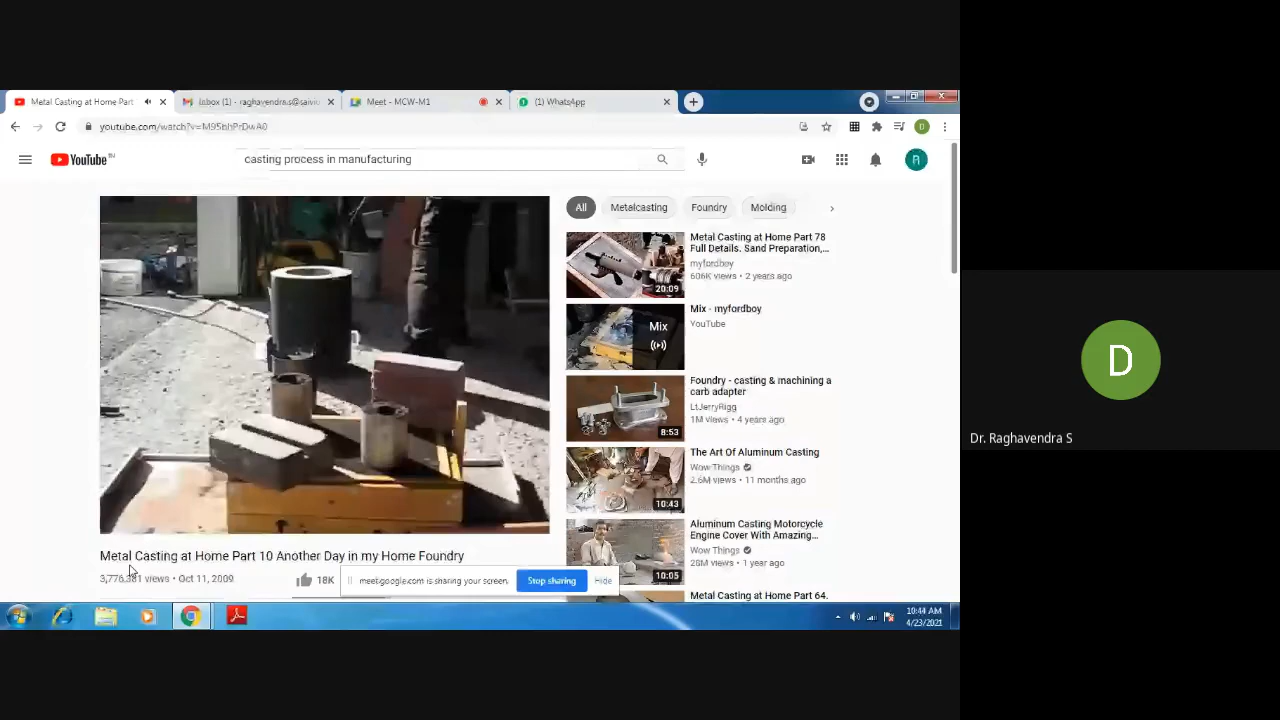 Metal Casting at Home Part
Inbox (1) - raghavendra.s@saivid
Meet - MCW-M1
(1) WhatsApp
youtube.com/watch?v=M95bhPrDwA0
YouTube
casting process in manufacturing
All
Metalcasting
Foundry
Molding
Metal Casting at Home Part 78
Full Details. Sand Preparation,...
myfordboy
606K views • 2 years ago
20:09
Mix
Mix - myfordboy
YouTube
Foundry - casting & machining a
carb adapter
LtJerryRigg
1M views • 4 years ago
8:53
The Art Of Aluminum Casting
Wow Things
2.6M views • 11 months ago
10:43
Aluminum Casting Motorcycle
Engine Cover With Amazing...
Wow Things
28M views • 1 year ago
10:05
Metal Casting at Home Part 64.
Metal Casting at Home Part 10 Another Day in my Home Foundry
views • Oct 11, 2009
18K
meet.google.com is sharing your screen.
Stop sharing
Hide
10:44 AM
4/23/2021
D
Dr. Raghavendra S